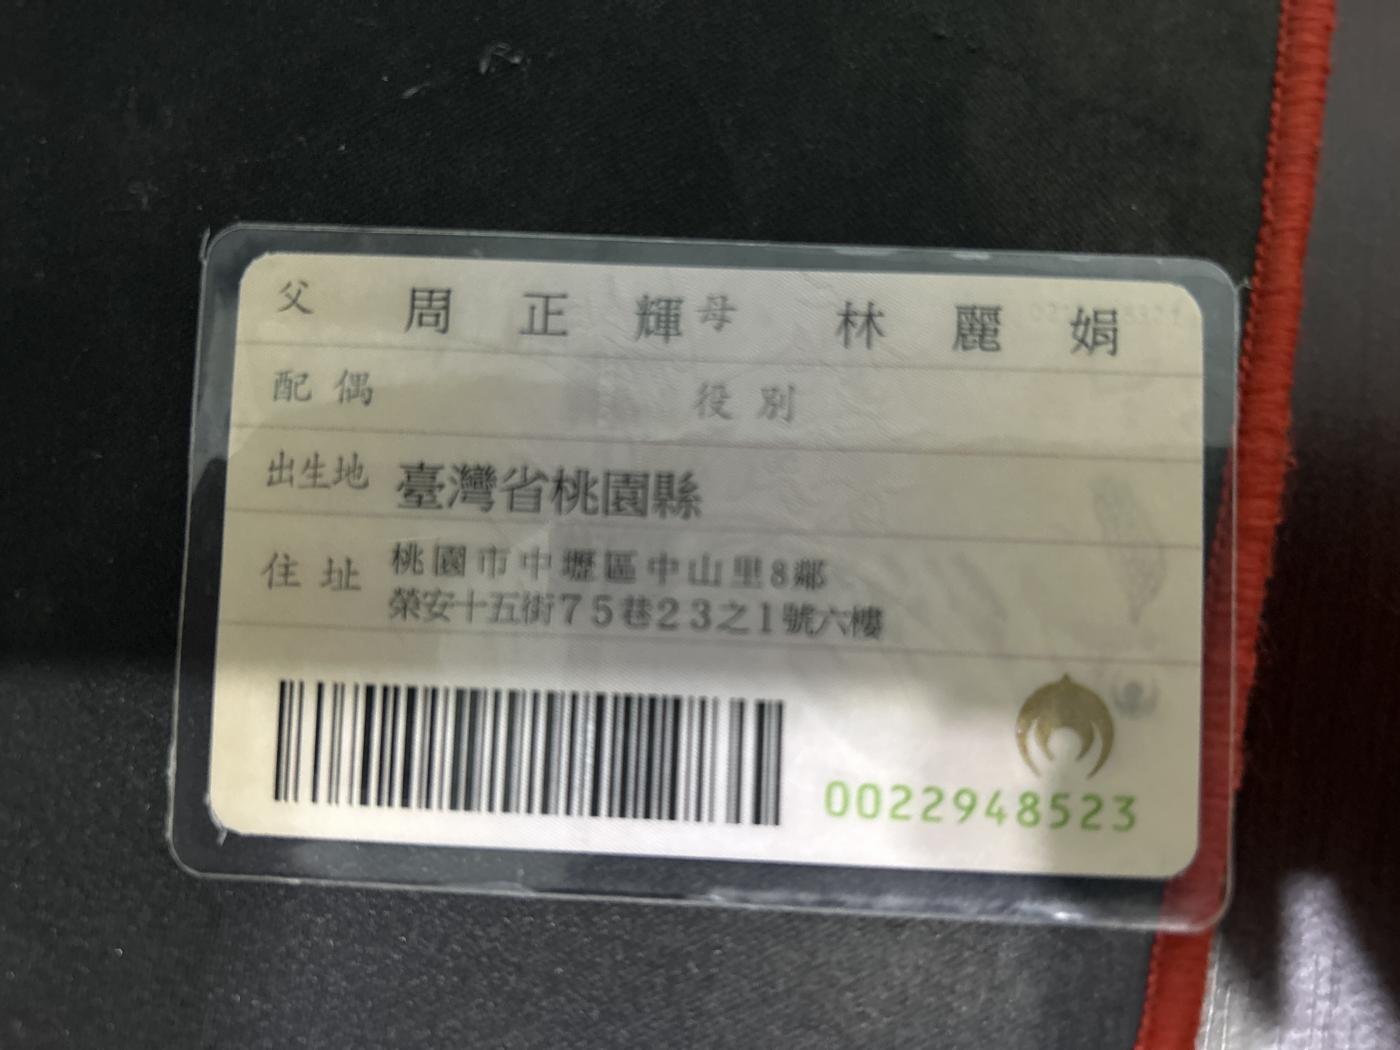 父 周正輝 母 林麗娟
配偶 役別
出生地 臺灣省桃園縣
住址 桃園市中壢區中山里8鄰
榮安十五街75巷23之1號六樓
0022948523